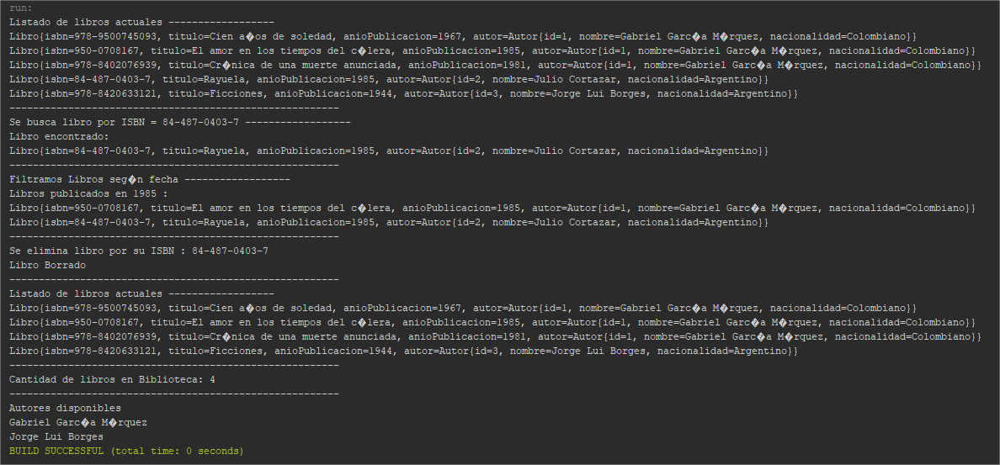 run:
Listado de libros actuales ------------------
Libro{isbn=978-9500745093, titulo=Cien a�os de soledad, anioPublicacion=1967, autor=Autor{id=1, nombre=Gabriel Garc�a M�rquez, nacionalidad=Colombiano}}
Libro{isbn=950-0708167, titulo=El amor en los tiempos del c�lera, anioPublicacion=1985, autor=Autor{id=1, nombre=Gabriel Garc�a M�rquez, nacionalidad=Colombiano}}
Libro{isbn=978-8402076939, titulo=Cr�nica de una muerte anunciada, anioPublicacion=1981, autor=Autor{id=1, nombre=Gabriel Garc�a M�rquez, nacionalidad=Colombiano}}
Libro{isbn=84-487-0403-7, titulo=Rayuela, anioPublicacion=1985, autor=Autor{id=2, nombre=Julio Cortazar, nacionalidad=Argentino}}
Libro{isbn=978-8420633121, titulo=Ficciones, anioPublicacion=1944, autor=Autor{id=3, nombre=Jorge Lui Borges, nacionalidad=Argentino}}
--------------------------------------------------------
Se busca libro por ISBN = 84-487-0403-7 ------------------
Libro encontrado:
Libro{isbn=84-487-0403-7, titulo=Rayuela, anioPublicacion=1985, autor=Autor{id=2, nombre=Julio Cortazar, nacionalidad=Argentino}}
--------------------------------------------------------
Filtramos Libros seg�n fecha ------------------
Libros publicados en 1985 :
Libro{isbn=950-0708167, titulo=El amor en los tiempos del c�lera, anioPublicacion=1985, autor=Autor{id=1, nombre=Gabriel Garc�a M�rquez, nacionalidad=Colombiano}}
Libro{isbn=84-487-0403-7, titulo=Rayuela, anioPublicacion=1985, autor=Autor{id=2, nombre=Julio Cortazar, nacionalidad=Argentino}}
--------------------------------------------------------
Se elimina libro por su ISBN : 84-487-0403-7
Libro Borrado
--------------------------------------------------------
Listado de libros actuales ------------------
Libro{isbn=978-9500745093, titulo=Cien a�os de soledad, anioPublicacion=1967, autor=Autor{id=1, nombre=Gabriel Garc�a M�rquez, nacionalidad=Colombiano}}
Libro{isbn=950-0708167, titulo=El amor en los tiempos del c�lera, anioPublicacion=1985, autor=Autor{id=1, nombre=Gabriel Garc�a M�rquez, nacionalidad=Colombiano}}
Libro{isbn=978-8402076939, titulo=Cr�nica de una muerte anunciada, anioPublicacion=1981, autor=Autor{id=1, nombre=Gabriel Garc�a M�rquez, nacionalidad=Colombiano}}
Libro{isbn=978-8420633121, titulo=Ficciones, anioPublicacion=1944, autor=Autor{id=3, nombre=Jorge Lui Borges, nacionalidad=Argentino}}
--------------------------------------------------------
Cantidad de libros en Biblioteca: 4
--------------------------------------------------------
Autores disponibles
Gabriel Garc�a M�rquez
Jorge Lui Borges
BUILD SUCCESSFUL (total time: 0 seconds)